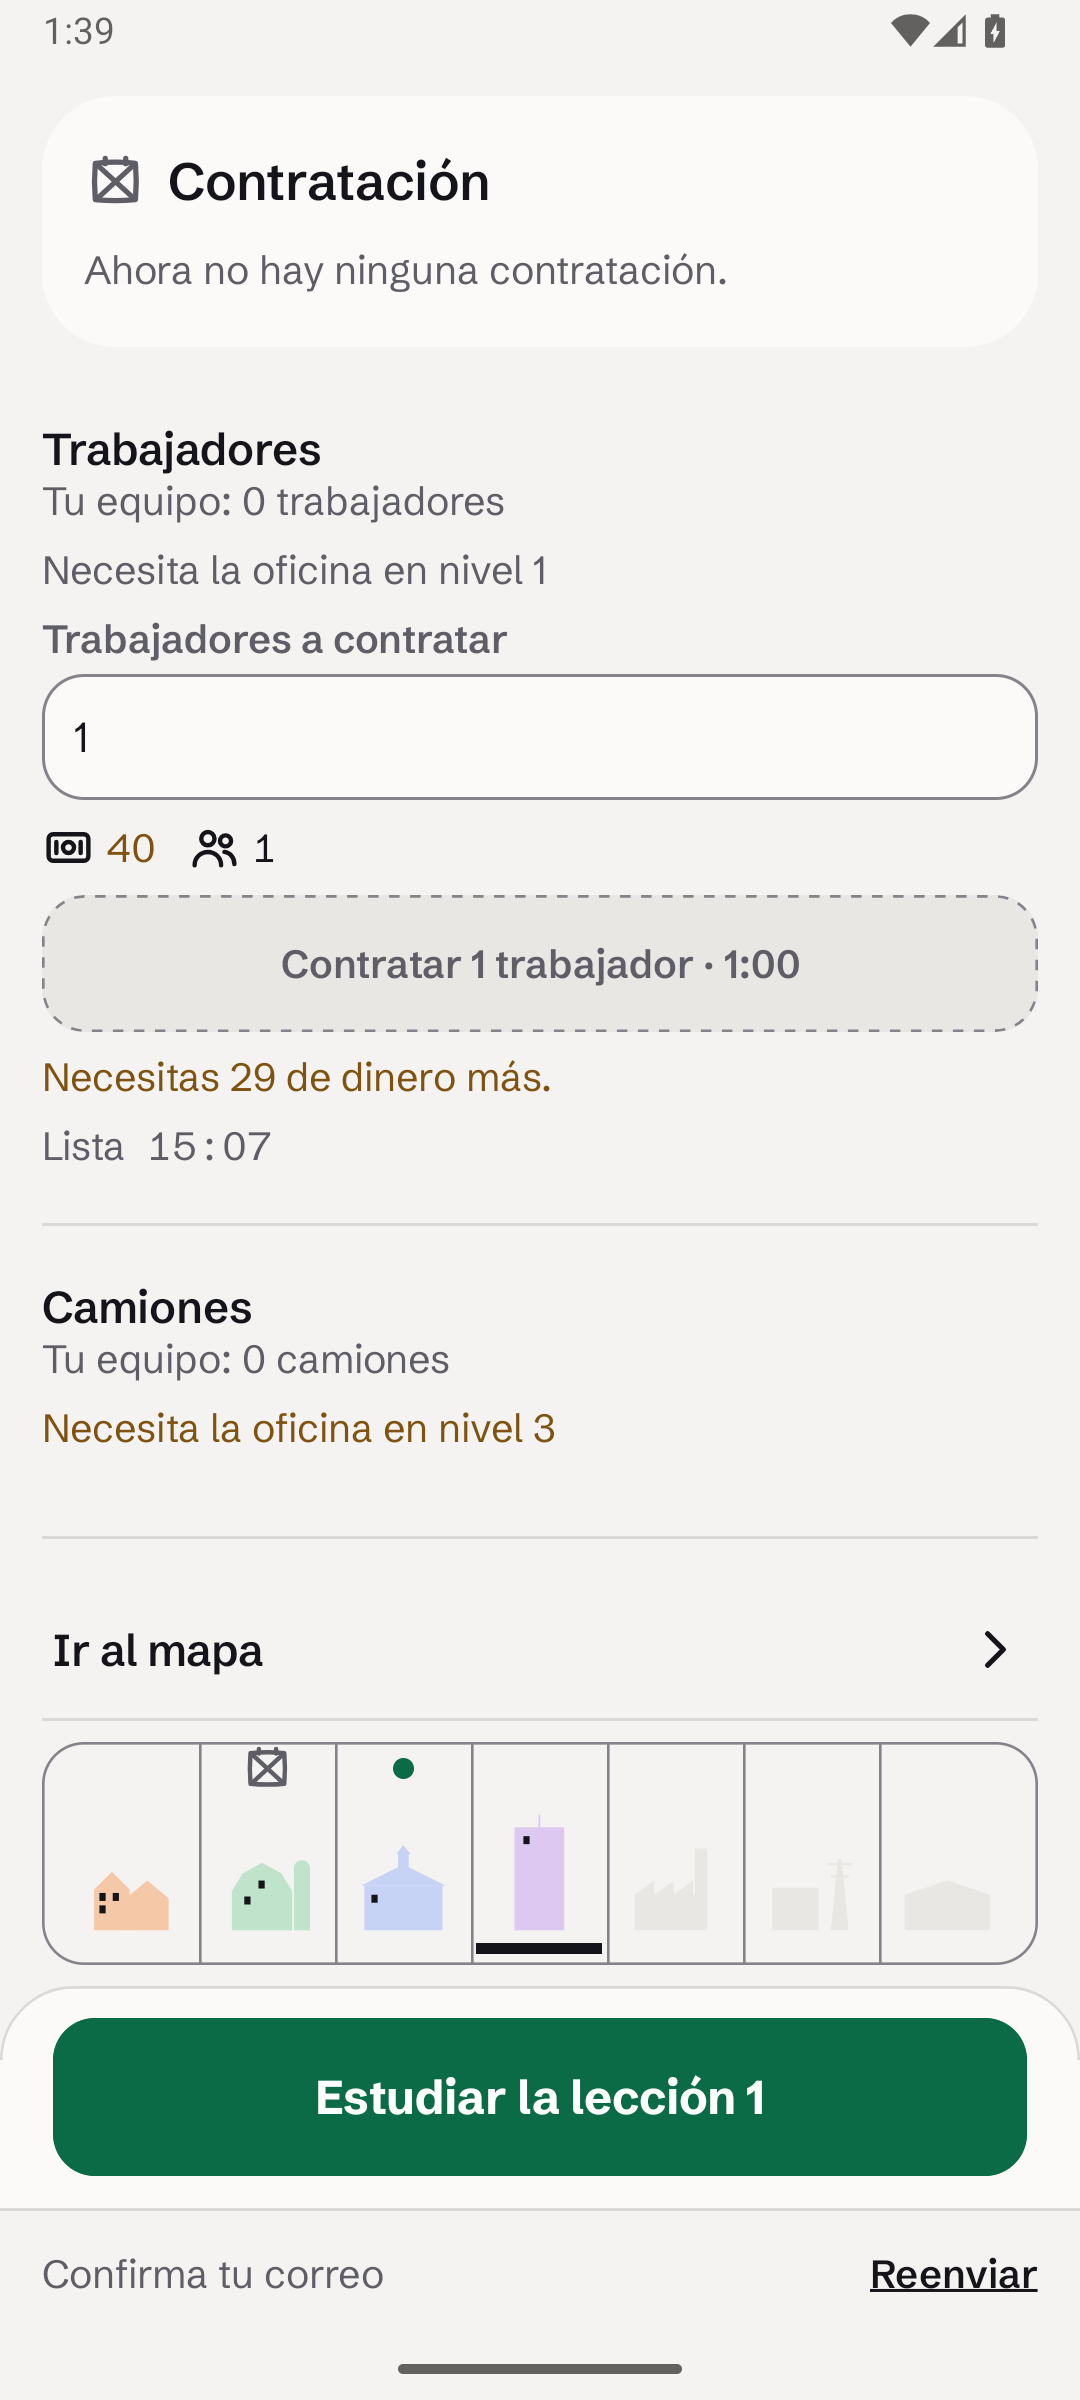 1:39
Contratación
Ahora no hay ninguna contratación.
Trabajadores
Tu equipo: 0 trabajadores
Necesita la oficina en nivel 1
Trabajadores a contratar
1
40 1
Contratar 1 trabajador · 1:00
Necesitas 29 de dinero más.
Lista 15:07
Camiones
Tu equipo: 0 camiones
Necesita la oficina en nivel 3
Ir al mapa
Estudiar la lección 1
Confirma tu correo Reenviar